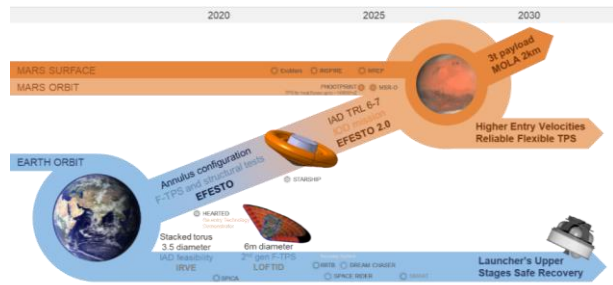 2020 2025 2030
3t payload
MOLA 2km
MARS SURFACE
INSPIRE
MARS ORBIT
IAD TRL 6-7
IOD mission
EFESTO 2.0
Higher Entry Velocities
Reliable Flexible TPS
EARTH ORBIT
Annulus configuration
F-TPS and structural tests
EFESTO
STARSHIP
HEARTED
Stacked torus
3.5 diameter
IAD feasibility
IRVE
6m diameter
2nd gen F-TPS
LOFTID
DREAM CHASER
SPACE RIDER
SPICA
Launcher's Upper
Stages Safe Recovery